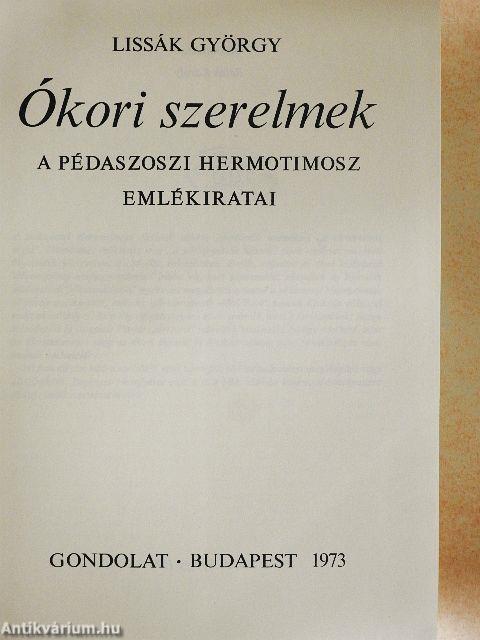 LISSÁK GYÖRGY
Ókori szerelmek
A PÉDASZOSZI HERMOTIMOSZ
EMLÉKIRATAI
GONDOLAT · BUDAPEST 1973
Antikvárium.hu